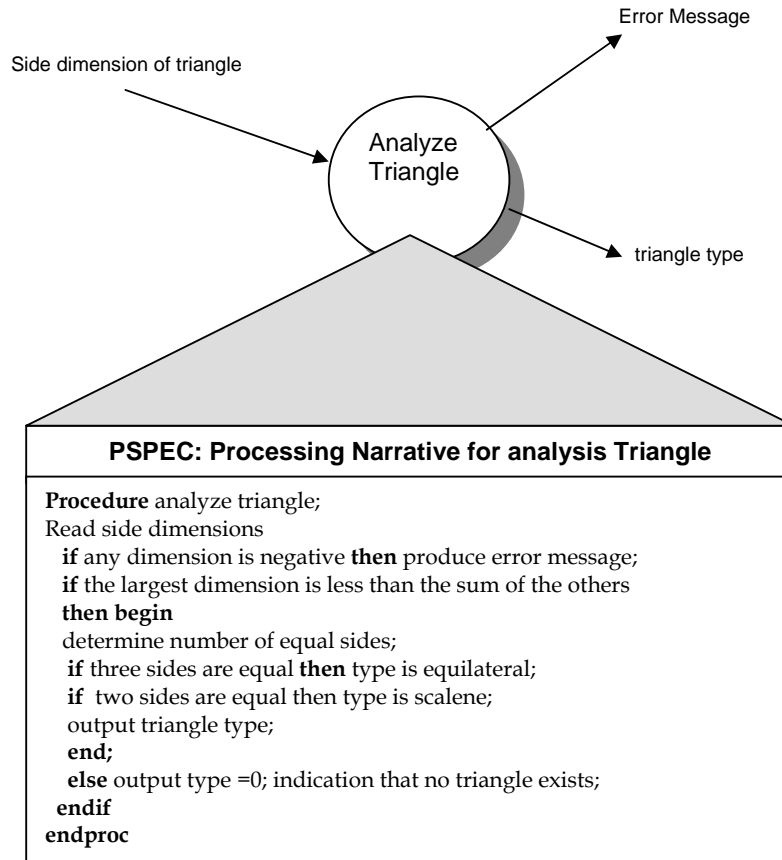 Error Message
Side dimension of triangle
Analyze
Triangle
triangle type
PSPEC: Processing Narrative for analysis Triangle
Procedure analyze triangle;
Read side dimensions
if any dimension is negative then produce error message;
if the largest dimension is less than the sum of the others
then begin
determine number of equal sides;
if three sides are equal then type is equilateral;
if two sides are equal then type is scalene;
output triangle type;
end;
else output type =0; indication that no triangle exists;
endif
endproc